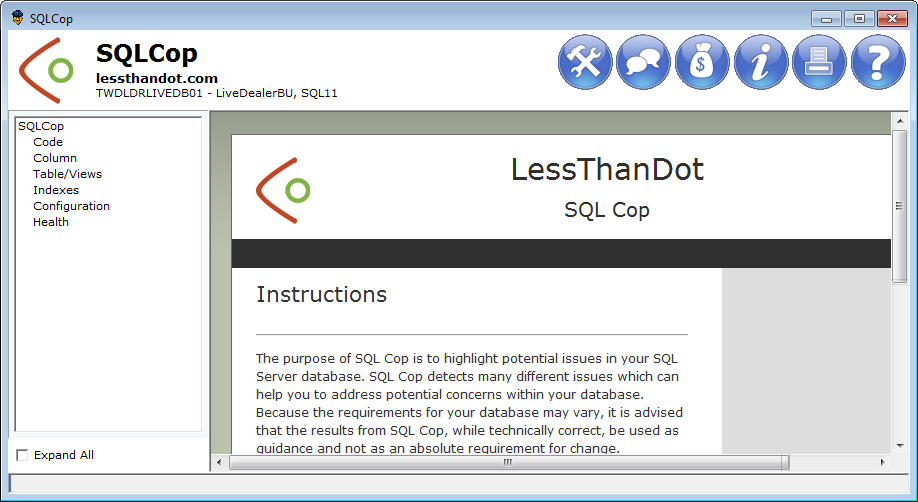 SQLCop
SQLCop
lessthandot.com
TWDLDRLIVEDB01 - LiveDealerBU, SQL11
SQLCop
Code
Column
Table/Views
Indexes
Configuration
Health
Expand All
LessThanDot
SQL Cop
Instructions
The purpose of SQL Cop is to highlight potential issues in your SQL
Server database. SQL Cop detects many different issues which can
help you to address potential concerns within your database.
Because the requirements for your database may vary, it is advised
that the results from SQL Cop, while technically correct, be used as
guidance and not as an absolute requirement for change.